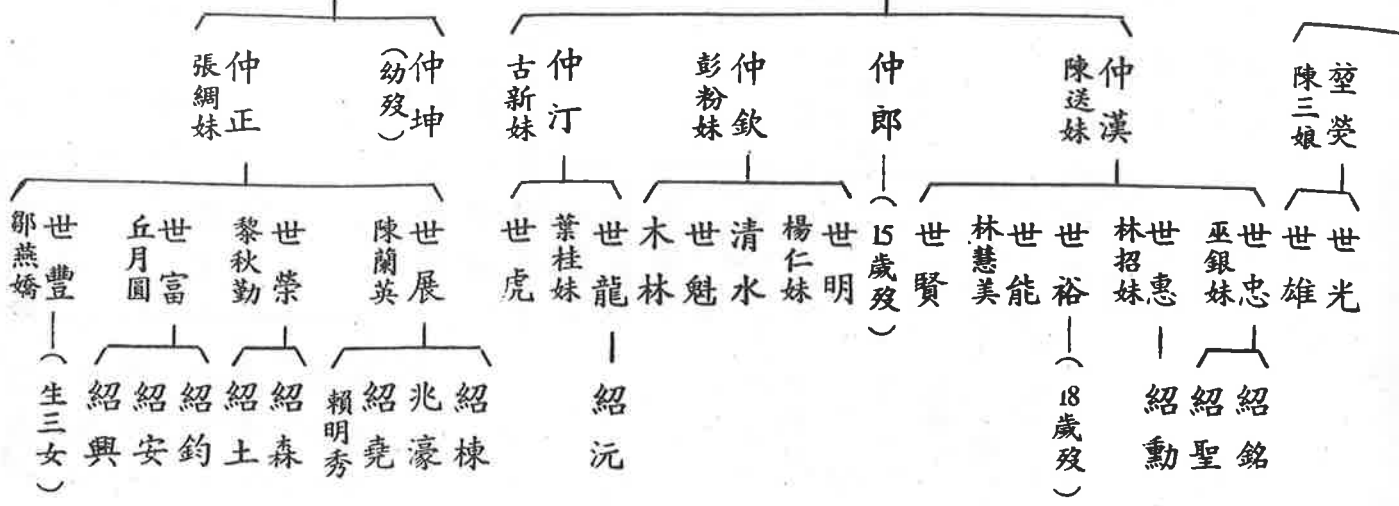 堃熒
陳三娘
仲漢
陳送妹
仲郎
仲欽
彭粉妹
仲汀
古新妹
仲坤
(幼歿)
仲正
張綢妹
世光
世雄
世忠
巫銀妹
世惠
林招妹
世裕
世能
林慧美
世賢
(15歲歿)
世明
楊仁妹
清水
世魁
木林
世龍
葉桂妹
世虎
世展
陳蘭英
世榮
黎秋勤
世富
丘月圓
世豐
鄒燕嬌
紹銘
紹聖
紹勳
(18歲歿)
紹沅
紹棟
兆濠
紹堯
賴明秀
紹森
紹土
紹鈞
紹安
紹興
(生三女)